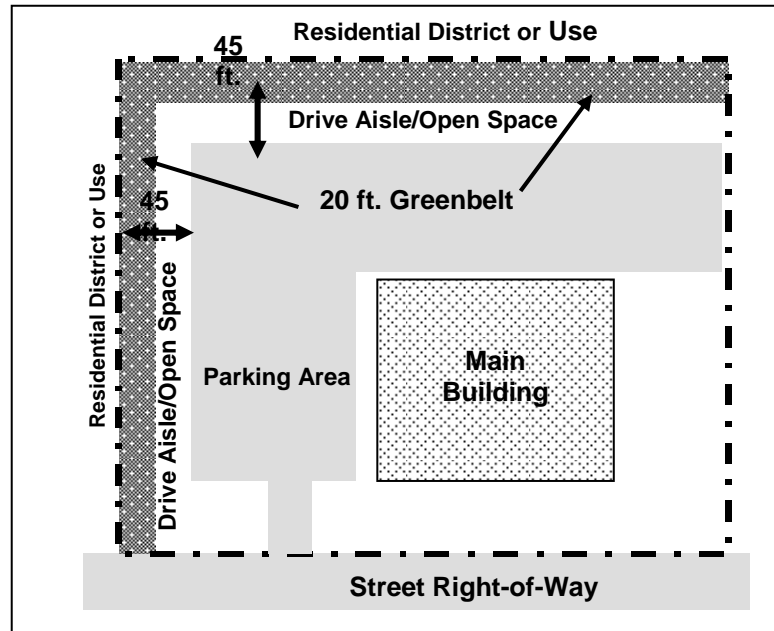 Residential District or Use
45
ft.
Drive Aisle/Open Space
20 ft. Greenbelt
45
ft.
Residential District or Use
Drive Aisle/Open Space
Parking Area
Main
Building
Street Right-of-Way